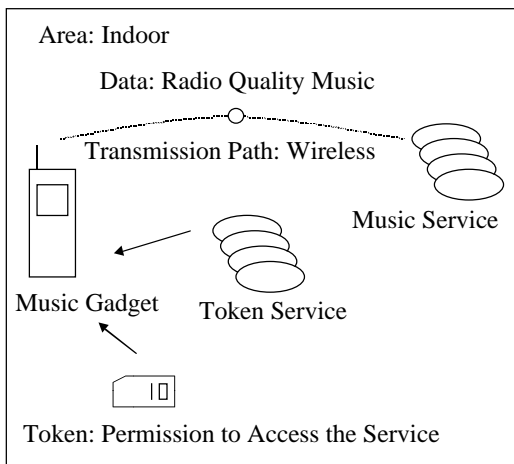 Area: Indoor
Data: Radio Quality Music
Transmission Path: Wireless
Music Service
Music Gadget
Token Service
Token: Permission to Access the Service